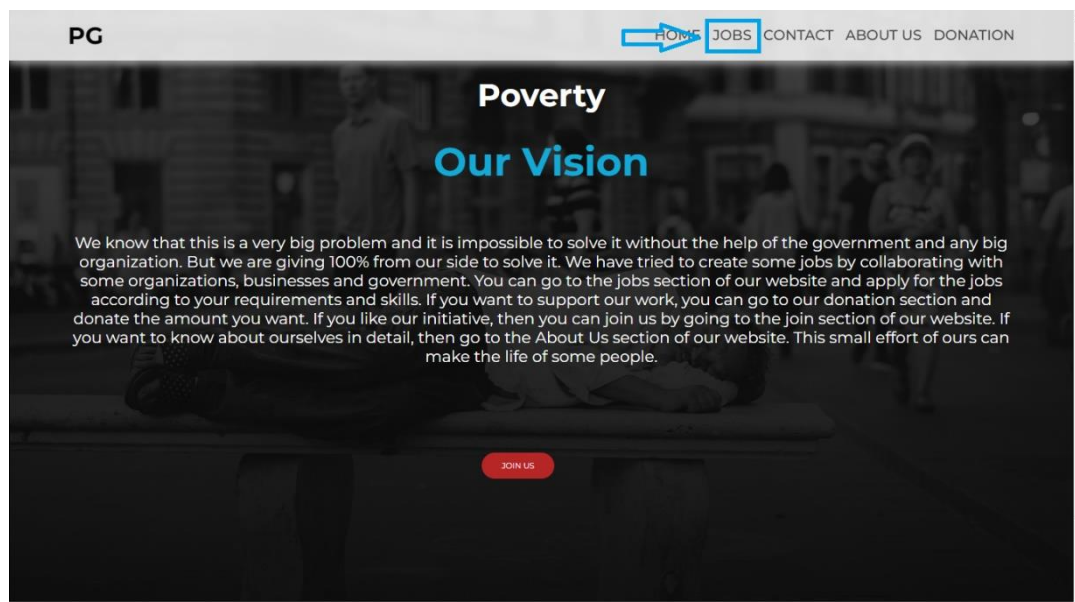 PG
HOME JOBS CONTACT ABOUT US DONATION
Poverty
Our Vision
We know that this is a very big problem and it is impossible to solve it without the help of the government and any big
organization. But we are giving 100% from our side to solve it. We have tried to create some jobs by collaborating with
some organizations, businesses and government. You can go to the jobs section of our website and apply for the jobs
according to your requirements and skills. If you want to support our work, you can go to our donation section and
donate the amount you want. If you like our initiative, then you can join us by going to the join section of our website. If
you want to know about ourselves in detail, then go to the About Us section of our website. This small effort of ours can
make the life of some people.
JOIN US